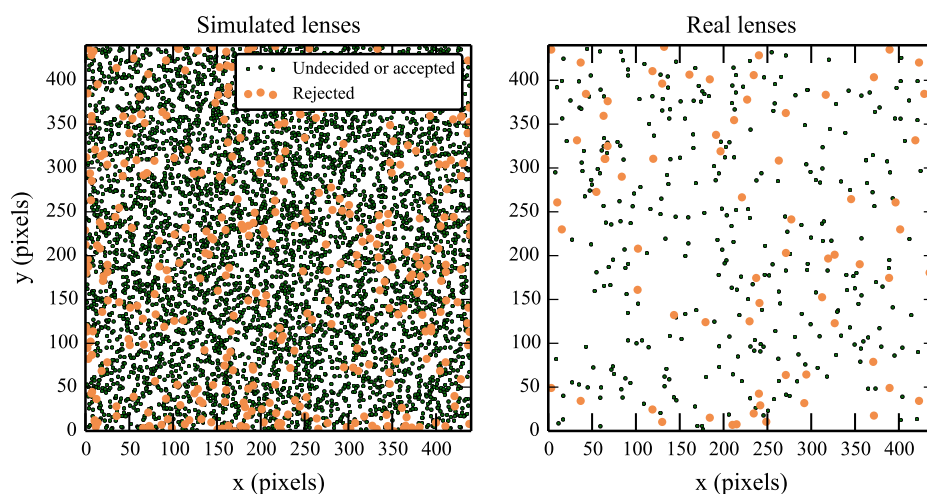 Simulated lenses
Real lenses
Undecided or accepted
Rejected
y (pixels)
400
350
300
250
200
150
100
50
0
0 50 100 150 200 250 300 350 400
x (pixels)
400
350
300
250
200
150
100
50
0
0 50 100 150 200 250 300 350 400
x (pixels)